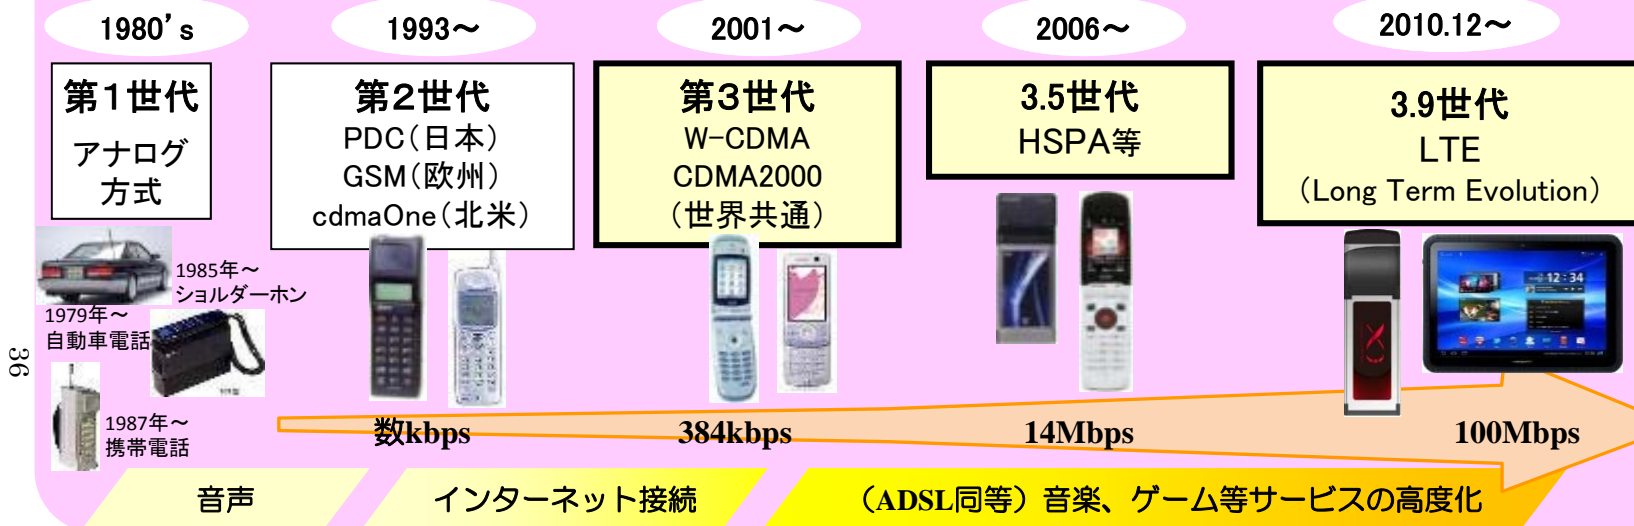 1980's
1993～
2001～
2006～
2010.12～
第1世代
アナログ
方式
第2世代
PDC(日本)
GSM(欧州)
cdmaOne(北米)
第3世代
W-CDMA
CDMA2000
(世界共通)
3.5世代
HSPA等
3.9世代
LTE
(Long Term Evolution)
1985年～
ショルダーホン
1979年～
自動車電話
1987年～
携帯電話
12:34
36
数kbps
384kbps
14Mbps
100Mbps
音声
インターネット接続
(ADSL同等)音楽、ゲーム等サービスの高度化